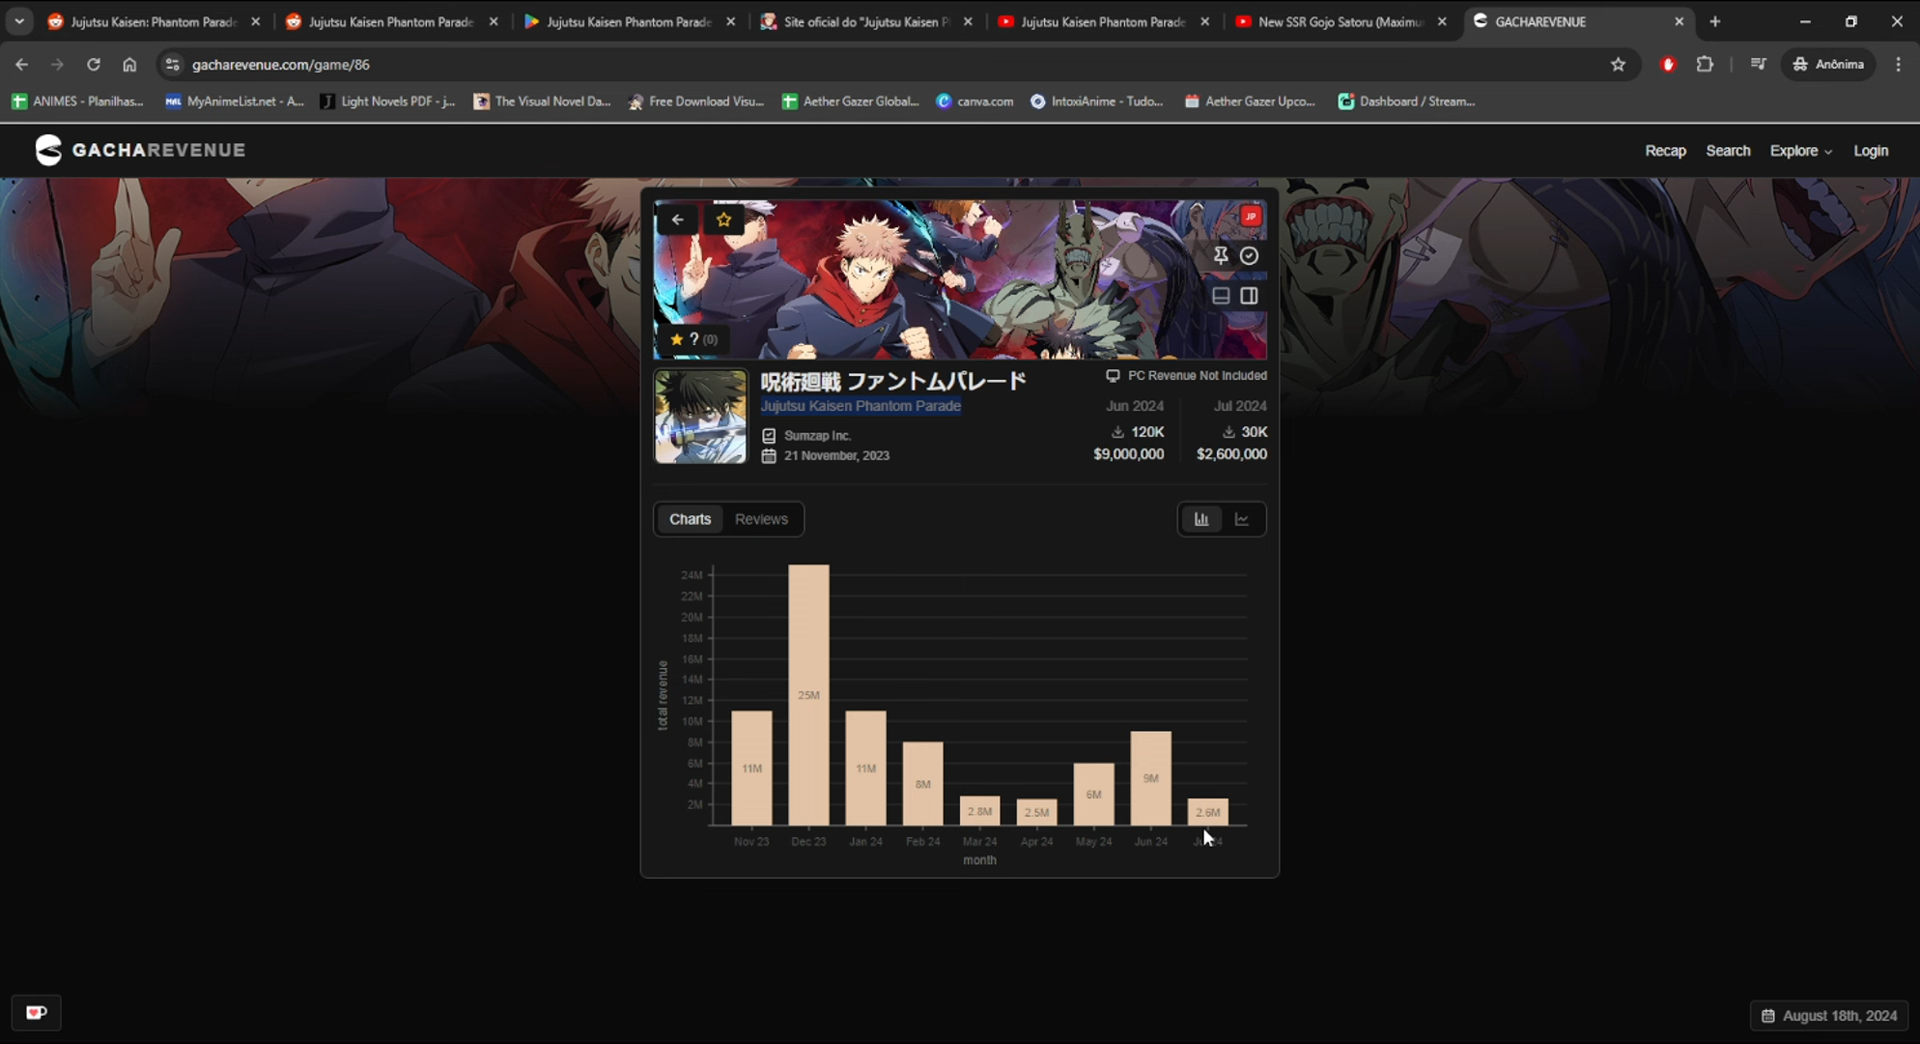 Jujutsu Kaisen: Phantom Parade
Jujutsu Kaisen Phantom Parade
Jujutsu Kaisen Phantom Parade
Site oficial do "Jujutsu Kaisen P
Jujutsu Kaisen Phantom Parade
New SSR Gojo Satoru (Maximu
GACHAREVENUE
gacharevenue.com/game/86
Anônima
ANIMES - Planilhas...
MyAnimeList.net - A...
Light Novels PDF - j...
The Visual Novel Da...
Free Download Visu...
Aether Gazer Global...
canva.com
IntoxiAnime - Tudo...
Aether Gazer Upco...
Dashboard / Stream...
GACHAREVENUE
Recap
Search
Explore
Login
JP
? (0)
呪術廻戦 ファントムパレード
Jujutsu Kaisen Phantom Parade
Sumzap Inc.
21 November, 2023
PC Revenue Not Included
Jun 2024
Jul 2024
120K
30K
$9,000,000
$2,600,000
Charts
Reviews
24M
22M
20M
18M
16M
14M
12M
10M
8M
6M
4M
2M
total revenue
11M
25M
11M
8M
2.8M
2.5M
6M
9M
2.6M
Nov 23
Dec 23
Jan 24
Feb 24
Mar 24
Apr 24
May 24
Jun 24
month
August 18th, 2024